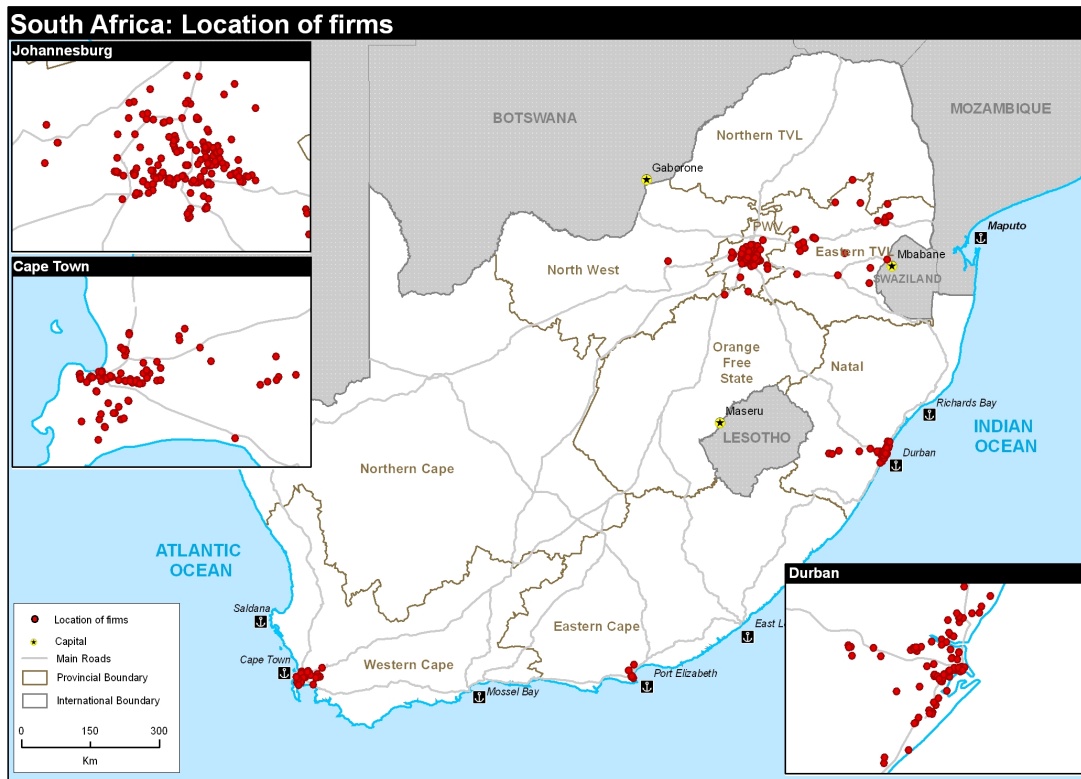 South Africa: Location of firms
Johannesburg
Cape Town
BOTSWANA
MOZAMBIQUE
Northern TVL
Gaborone
PWV
Maputo
Eastern TVL
Mbabane
SWAZILAND
North West
Orange
Free
State
Natal
Maseru
LESOTHO
Richards Bay
INDIAN
OCEAN
Durban
Northern Cape
ATLANTIC
OCEAN
Saldana
Cape Town
Western Cape
Eastern Cape
Mossel Bay
Port Elizabeth
East L
Durban
Location of firms
Capital
Main Roads
Provincial Boundary
International Boundary
0 150 300
Km